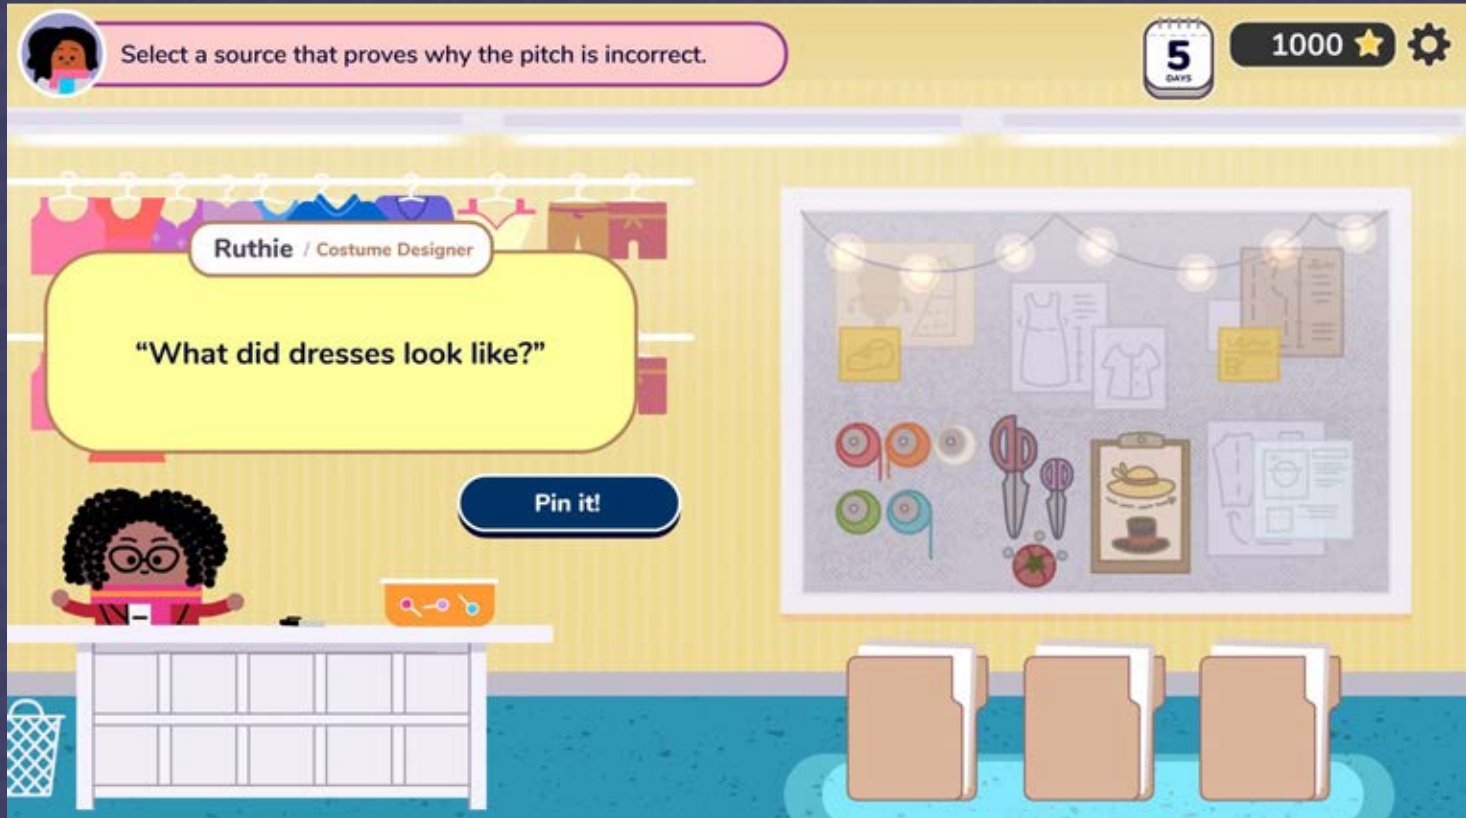 Select a source that proves why the pitch is incorrect.
5
DAYS
1000
Ruthie / Costume Designer
“What did dresses look like?”
Pin it!